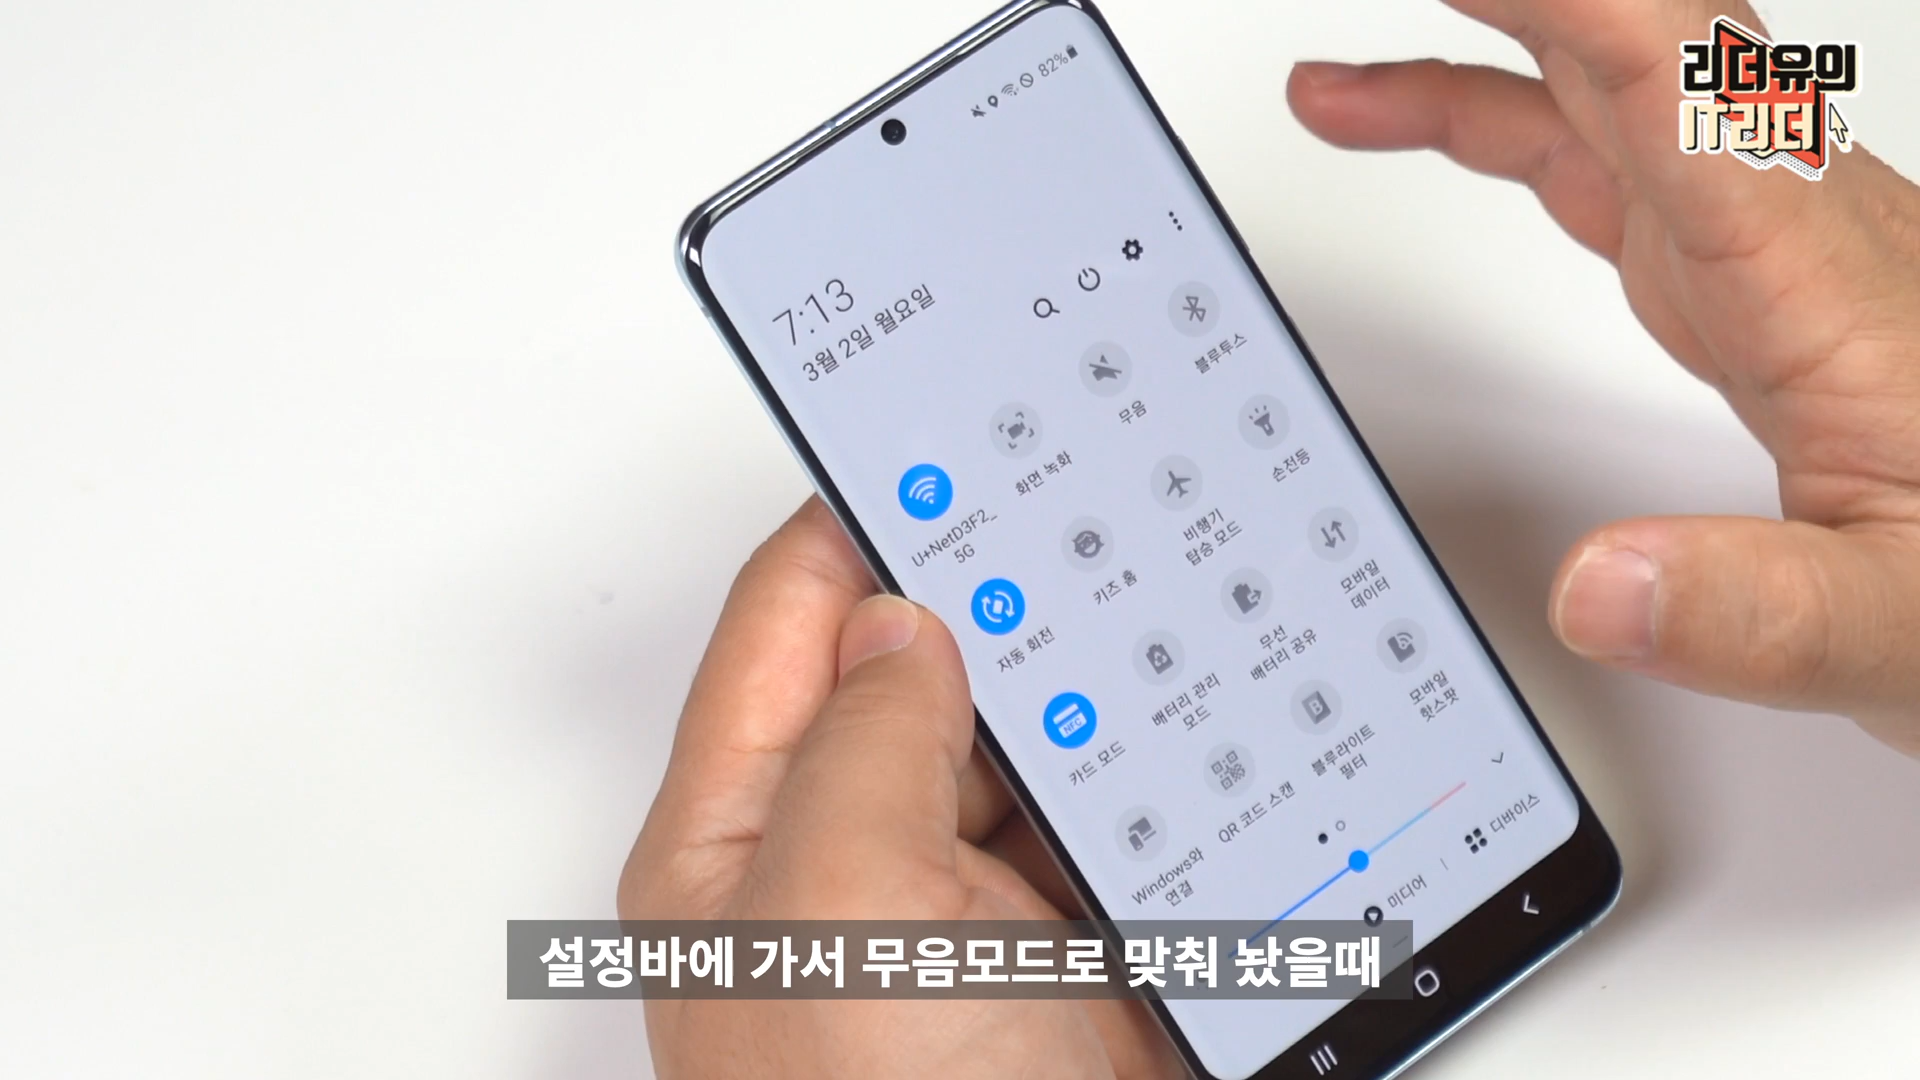 리더유의
IT리더
82%
7:13
3월 2일 월요일
U+NetD3F2_
5G
화면 녹화
무음
블루투스
자동 회전
키즈 홈
비행기
탑승 모드
손전등
카드 모드
NFC
배터리 관리
모드
무선
배터리 공유
모바일
데이터
Windows와
연결
QR 코드 스캔
블루라이트
필터
B
모바일
핫스팟
미디어
디바이스
설정바에 가서 무음모드로 맞춰 놨을때